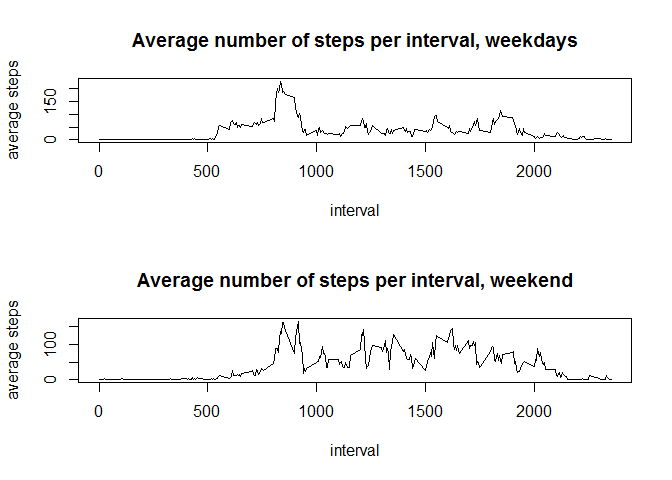 Average number of steps per interval, weekdays
average steps
150
0
0
500
1000
1500
2000
interval
Average number of steps per interval, weekend
average steps
100
0
0
500
1000
1500
2000
interval